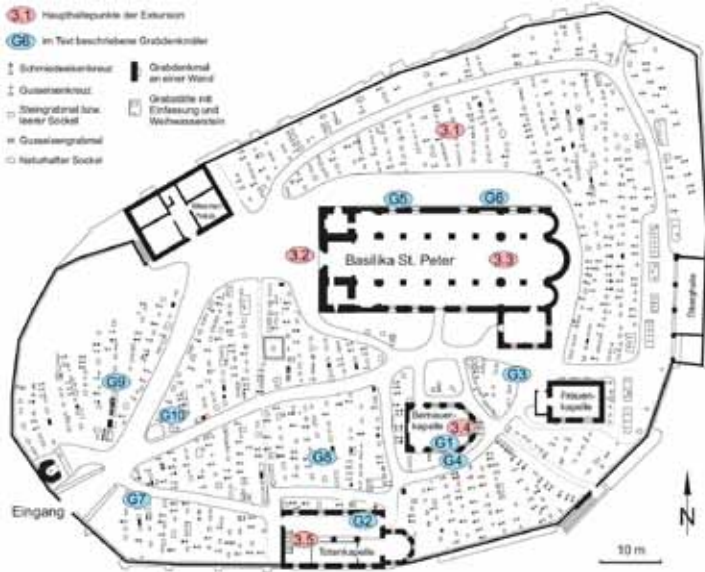 3.1 Haupthaltepunkte der Exkursion
G6 im Text beschriebene Grabdenkmäler
Schmiedeeisenkreuz
Gusseisenkreuz
Steingrabmal bzw.
leerer Sockel
Gusseisengrabmal
Naturhafter Sockel
Grabdenkmal
an einer Wand
Grabstätte mit
Einfassung und
Weihwasserstein
3.1
G5
G6
3.2
Basilika St. Peter
3.3
Ölberghalle
G9
G10
G3
Frauen-
kapelle
Bernauer-
kapelle
3.4
G1
G4
G8
G7
Eingang
G2
3.5
Totenkapelle
N
10 m